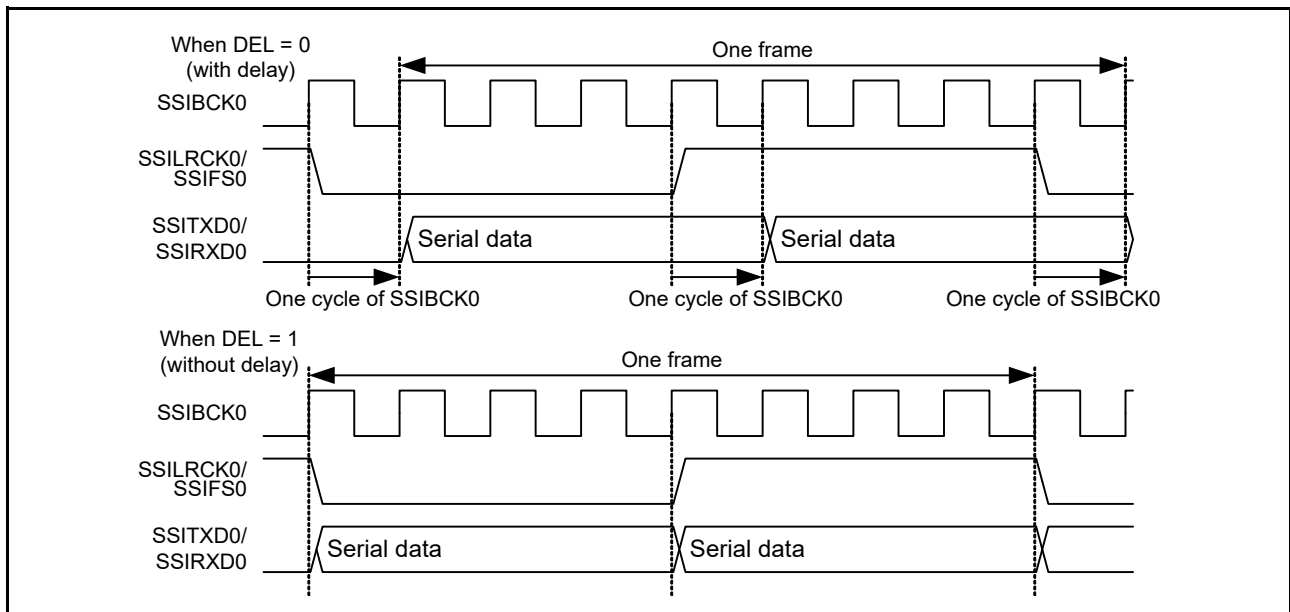 When DEL = 0
(with delay)
One frame
SSIBCK0
SSILRCK0/
SSIFS0
SSITXD0/
SSIRXD0
Serial data
Serial data
One cycle of SSIBCK0
One cycle of SSIBCK0
One cycle of SSIBCK0
When DEL = 1
(without delay)
One frame
SSIBCK0
SSILRCK0/
SSIFS0
SSITXD0/
SSIRXD0
Serial data
Serial data